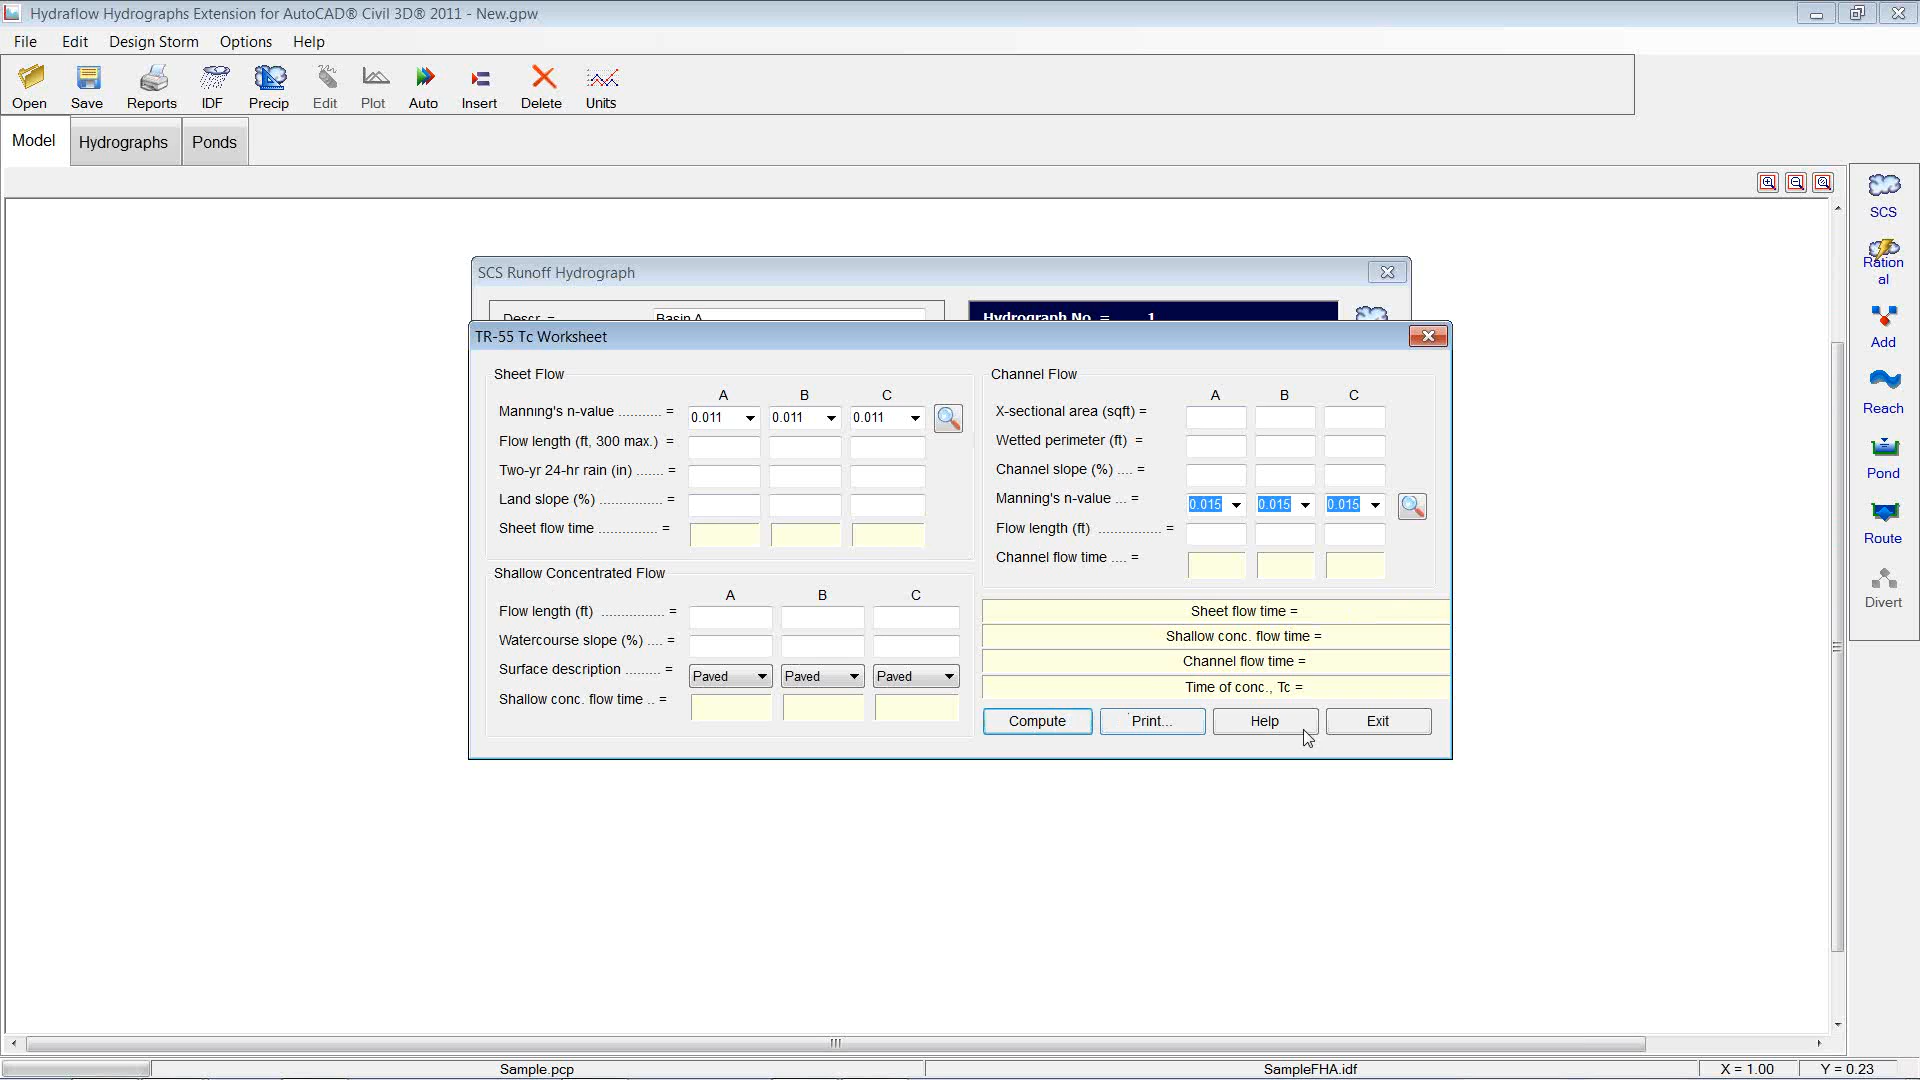 Hydraflow Hydrographs Extension for AutoCAD® Civil 3D® 2011 - New.gpw
File Edit Design Storm Options Help
Open Save Reports IDF Precip Edit Plot Auto Insert Delete Units
Model Hydrographs Ponds
SCS
Ration
al
Add
Reach
Pond
Route
Divert
SCS Runoff Hydrograph
Descr. = Basin A Hydrograph No. = 1
TR-55 Tc Worksheet
Sheet Flow
A B C
Manning's n-value ........... = 0.011 0.011 0.011
Flow length (ft, 300 max.) =
Two-yr 24-hr rain (in) ....... =
Land slope (%) ............... =
Sheet flow time ............. =
Shallow Concentrated Flow
A B C
Flow length (ft) ............... =
Watercourse slope (%) .... =
Surface description ......... = Paved Paved Paved
Shallow conc. flow time .. =
Channel Flow
A B C
X-sectional area (sqft) =
Wetted perimeter (ft) =
Channel slope (%) .... =
Manning's n-value ... = 0.015 0.015 0.015
Flow length (ft) ............... =
Channel flow time .... =
Sheet flow time =
Shallow conc. flow time =
Channel flow time =
Time of conc., Tc =
Compute Print... Help Exit
Sample.pcp SampleFHA.idf X = 1.00 Y = 0.23